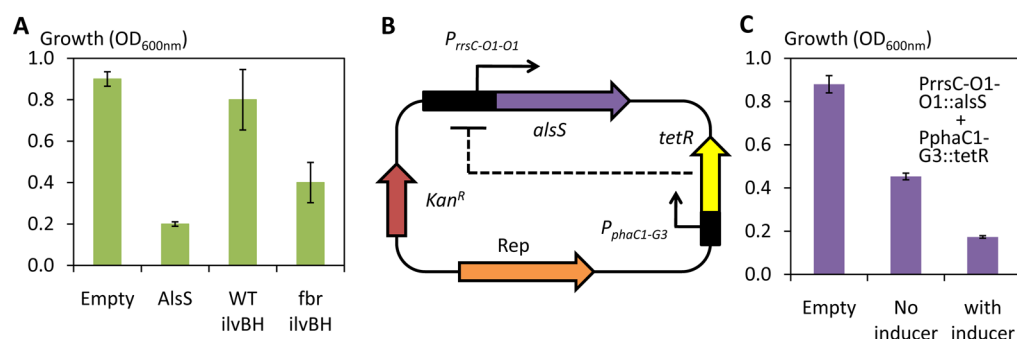 A
Growth (OD600nm)
1.0
0.8
0.6
0.4
0.2
0.0
Empty
AlsS
WT
ilvBH
fbr
ilvBH
B
PrrsC-O1-O1
alsS
tetR
KanR
PphaC1-G3
Rep
C
Growth (OD600nm)
1.0
0.8
0.6
0.4
0.2
0.0
PrrsC-O1-
O1::alsS
+
PphaC1-
G3::tetR
Empty
No
inducer
with
inducer